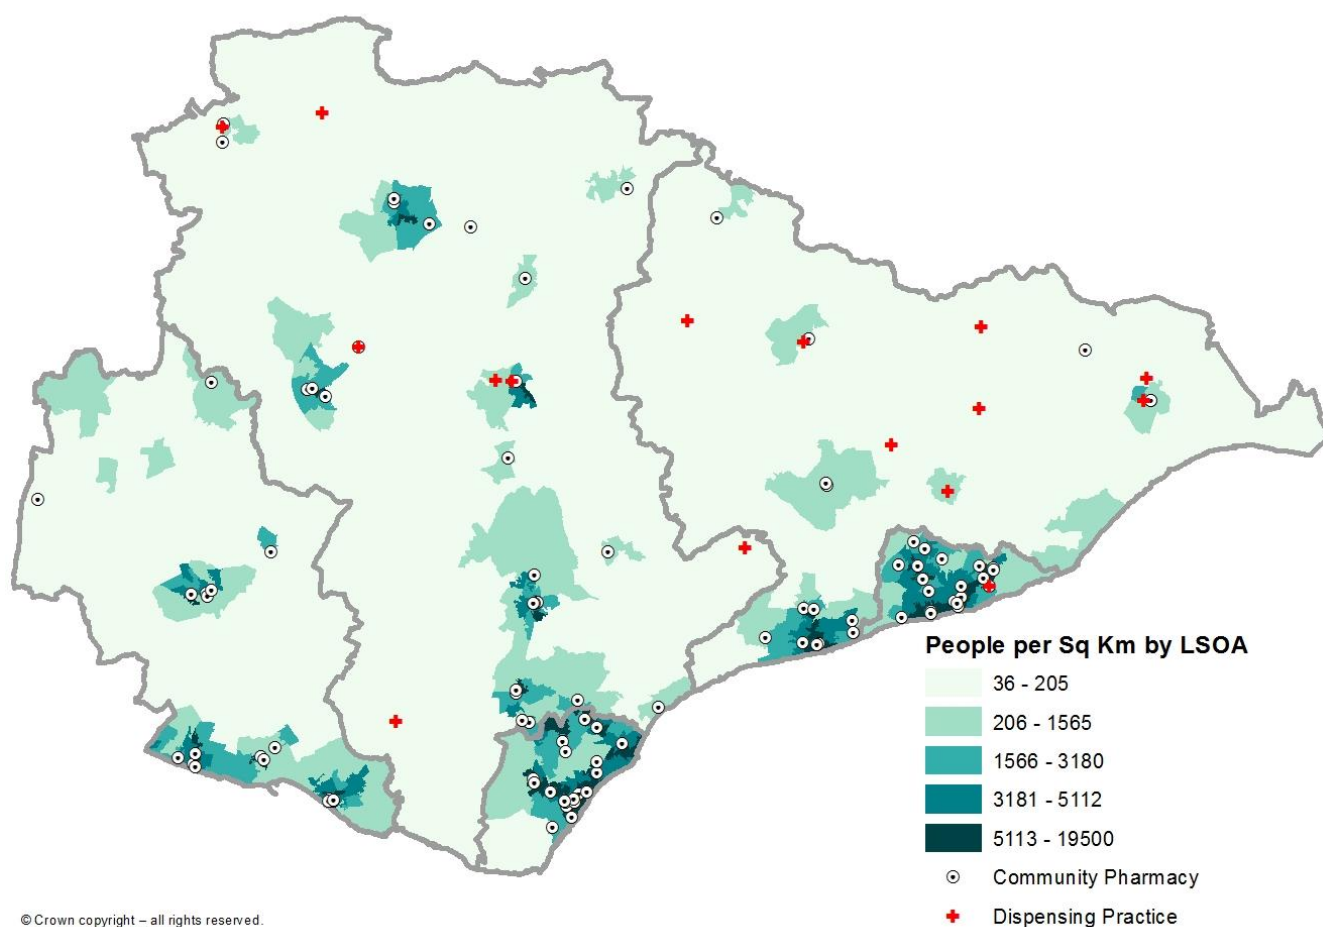 People per Sq Km by LSOA
36 - 205
206 - 1565
1566 - 3180
3181 - 5112
5113 - 19500
Community Pharmacy
Dispensing Practice
© Crown copyright – all rights reserved.